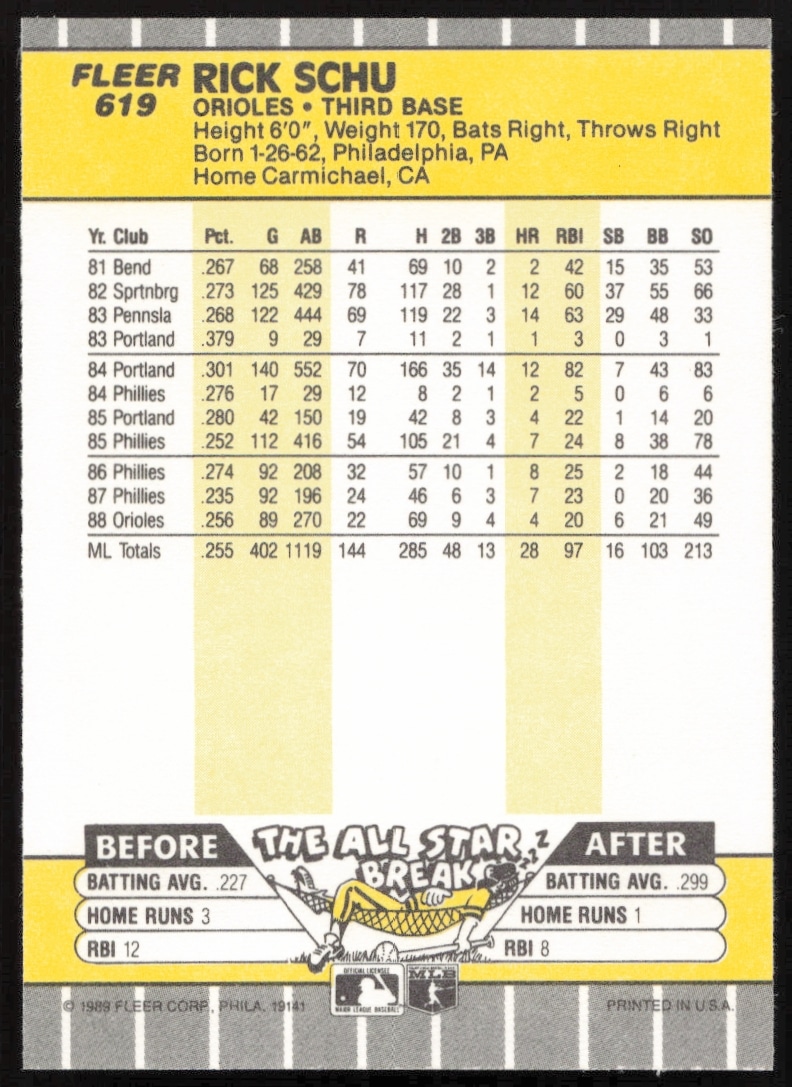 FLEER RICK SCHU
619 ORIOLES • THIRD BASE
Height 6'0", Weight 170, Bats Right, Throws Right
Born 1-26-62, Philadelphia, PA
Home Carmichael, CA
Yr. Club Pct. G AB R H 2B 3B HR RBI SB BB SO
81 Bend .267 68 258 41 69 10 2 2 42 15 35 53
82 Sprtnbrg .273 125 429 78 117 28 1 12 60 37 55 66
83 Pennsla .268 122 444 69 119 22 3 14 63 29 48 33
83 Portland .379 9 29 7 11 2 1 1 3 0 3 1
84 Portland .301 140 552 70 166 35 14 12 82 7 43 83
84 Phillies .276 17 29 12 8 2 1 2 5 0 6 6
85 Portland .280 42 150 19 42 8 3 4 22 1 14 20
85 Phillies .252 112 416 54 105 21 4 7 24 8 38 78
86 Phillies .274 92 208 32 57 10 1 8 25 2 18 44
87 Phillies .235 92 196 24 46 6 3 7 23 0 20 36
88 Orioles .256 89 270 22 69 9 4 4 20 6 21 49
ML Totals .255 402 1119 144 285 48 13 28 97 16 103 213
BEFORE THE ALL STAR BREAK ZZZZ AFTER
BATTING AVG. .227 BATTING AVG. .299
HOME RUNS 3 HOME RUNS 1
RBI 12 RBI 8
OFFICIAL LICENSEE
MAJOR LEAGUE BASEBALL
MLB
© 1989 FLEER CORP., PHILA. 19141 PRINTED IN U.S.A.